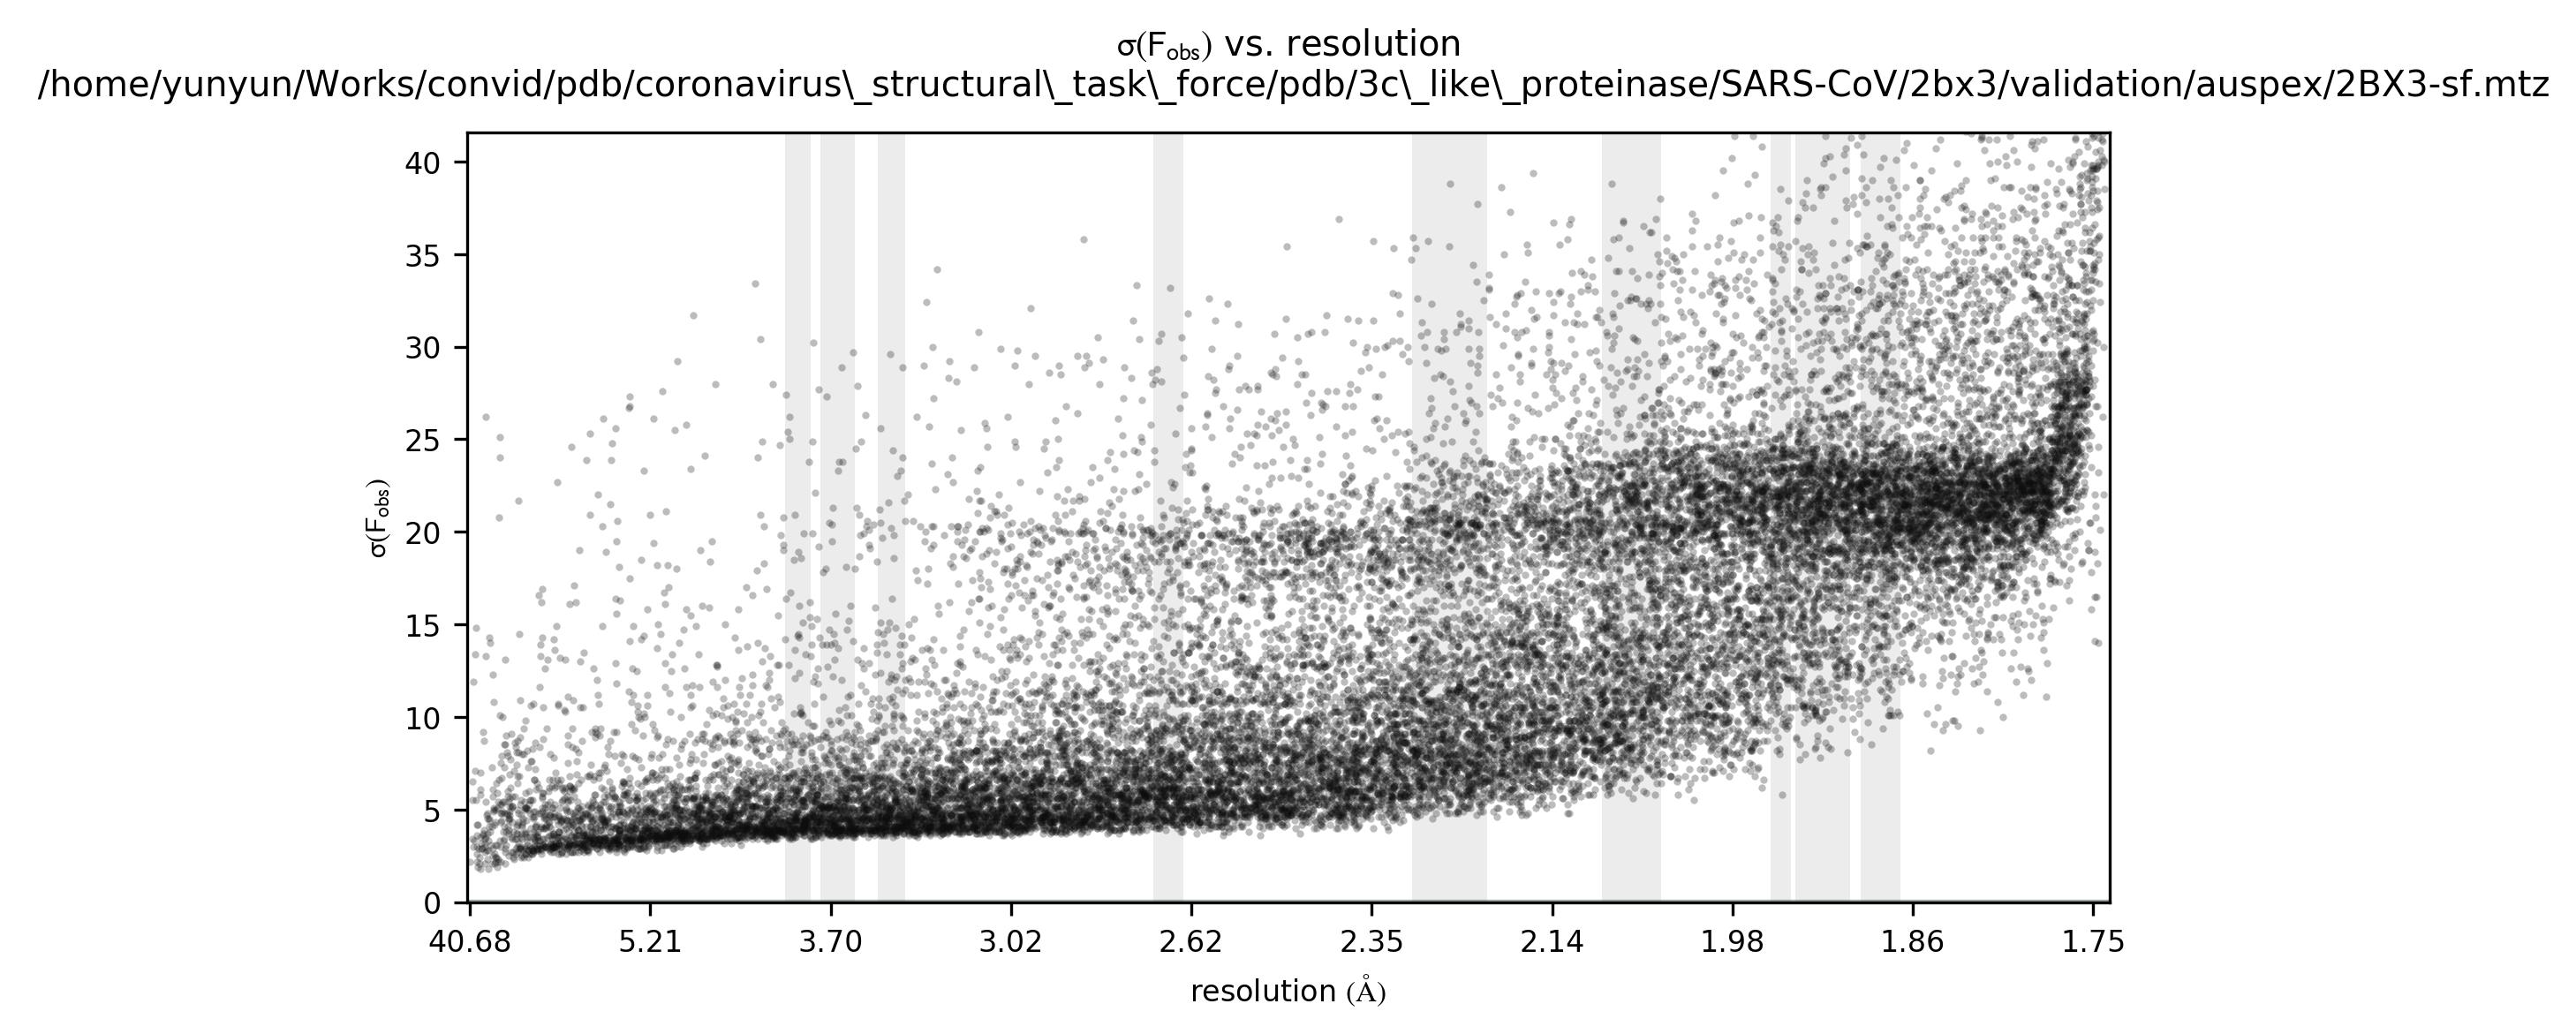 σ(Fobs) vs. resolution
/home/yunyun/Works/convid/pdb/coronavirus\_structural\_task\_force/pdb/3c\_like\_proteinase/SARS-CoV/2bx3/validation/auspex/2BX3-sf.mtz
40
35
30
25
20
15
10
5
0
σ(Fobs)
40.68 5.21 3.70 3.02 2.62 2.35 2.14 1.98 1.86 1.75
resolution (Å)